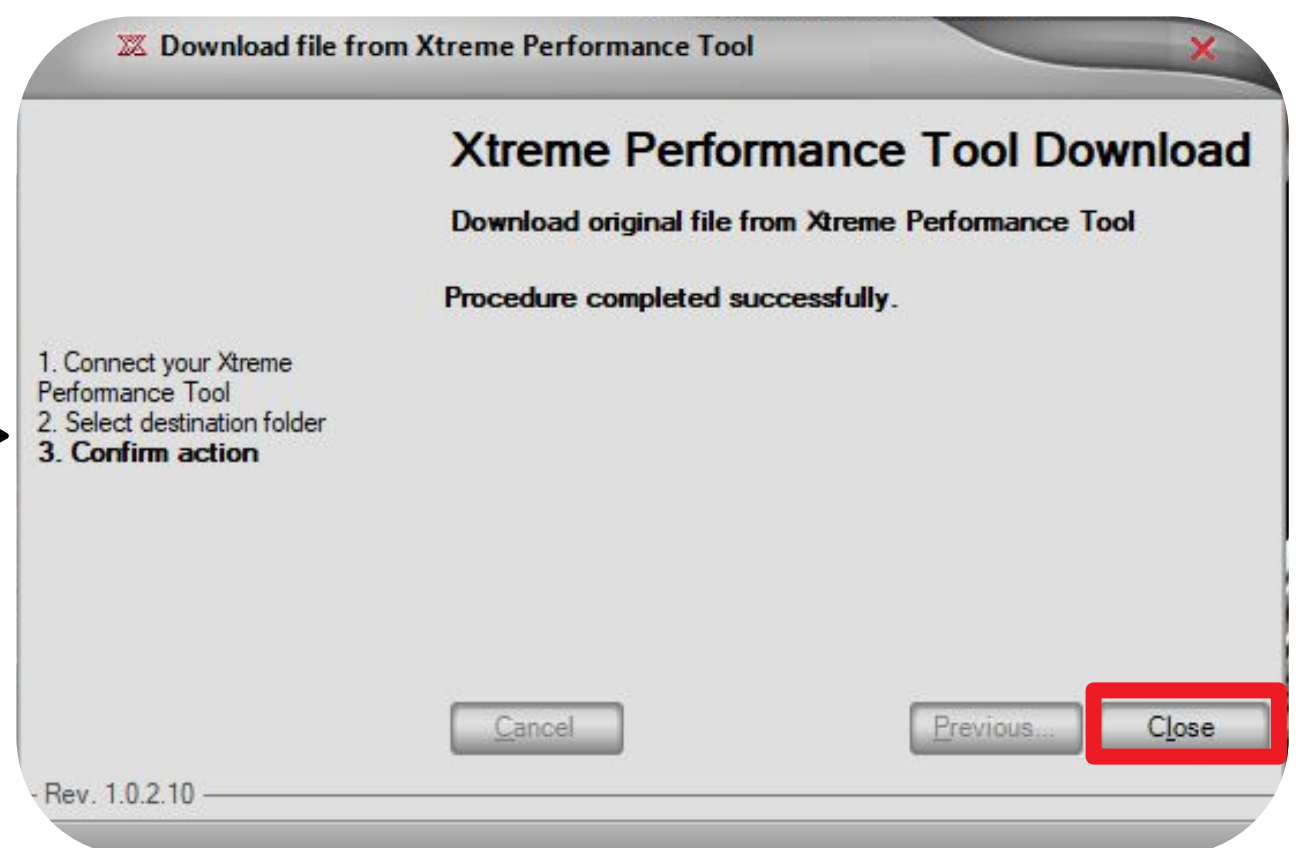 Download file from Xtreme Performance Tool
Xtreme Performance Tool Download
Download original file from Xtreme Performance Tool
Procedure completed successfully.
1. Connect your Xtreme
Performance Tool
2. Select destination folder
3. Confirm action
Cancel
Previous...
Close
- Rev. 1.0.2.10